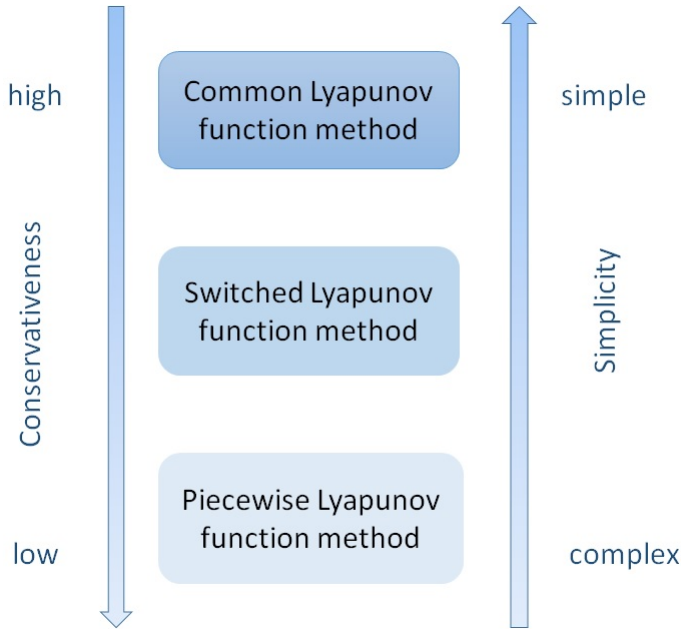 high
Common Lyapunov
function method
simple
Conservativeness
Switched Lyapunov
function method
Simplicity
low
Piecewise Lyapunov
function method
complex